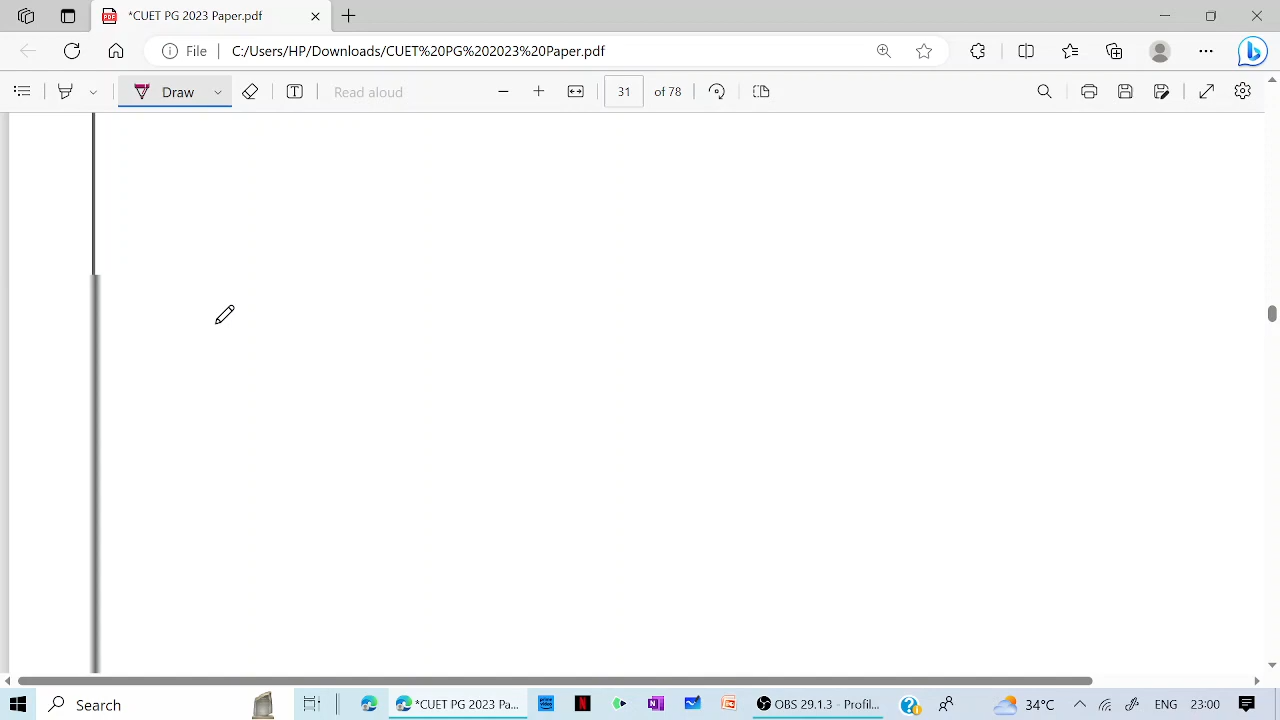 *CUET PG 2023 Paper.pdf
File
C:/Users/HP/Downloads/CUET%20PG%202023%20Paper.pdf
Draw
Read aloud
31
of 78
Search
*CUET PG 2023 Pa...
OBS 29.1.3 - Profil...
34°C
ENG
23:00